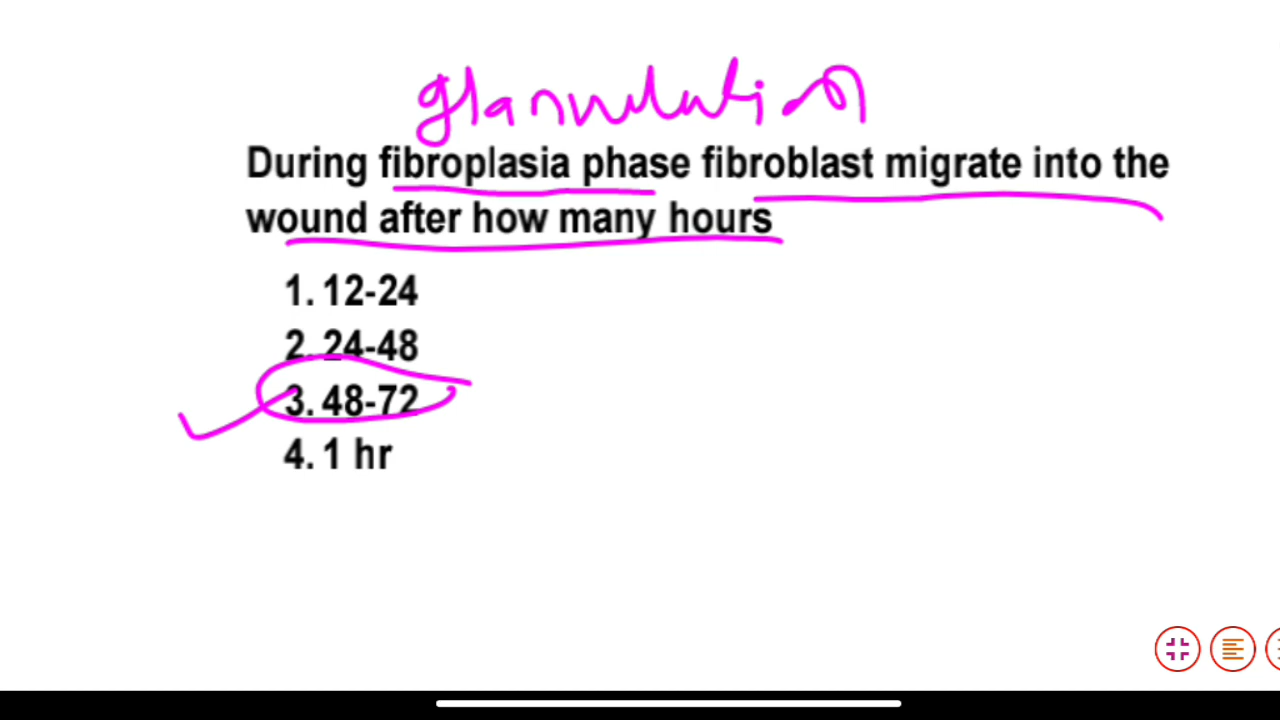 granulation
During fibroplasia phase fibroblast migrate into the
wound after how many hours
1. 12-24
2. 24-48
3. 48-72
4. 1 hr